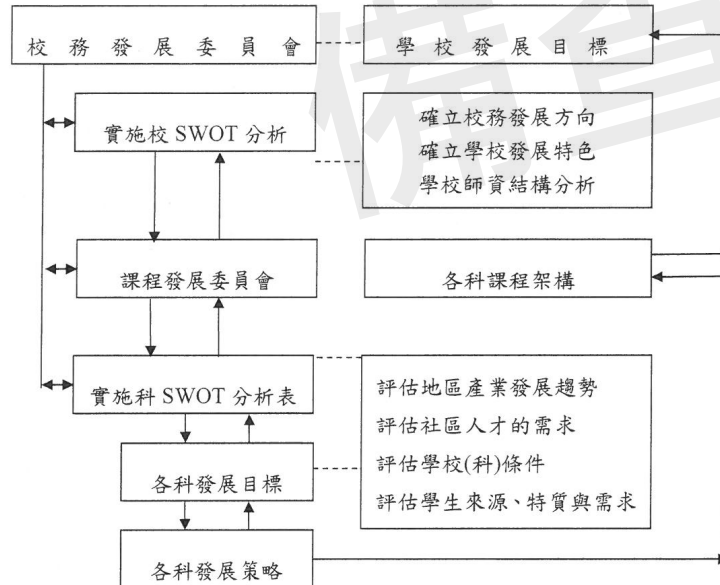 校務發展委員會
學校發展目標
實施校 SWOT 分析
確立校務發展方向
確立學校發展特色
學校師資結構分析
課程發展委員會
各科課程架構
實施科 SWOT 分析表
評估地區產業發展趨勢
評估社區人才的需求
評估學校(科)條件
評估學生來源、特質與需求
各科發展目標
各科發展策略
備查